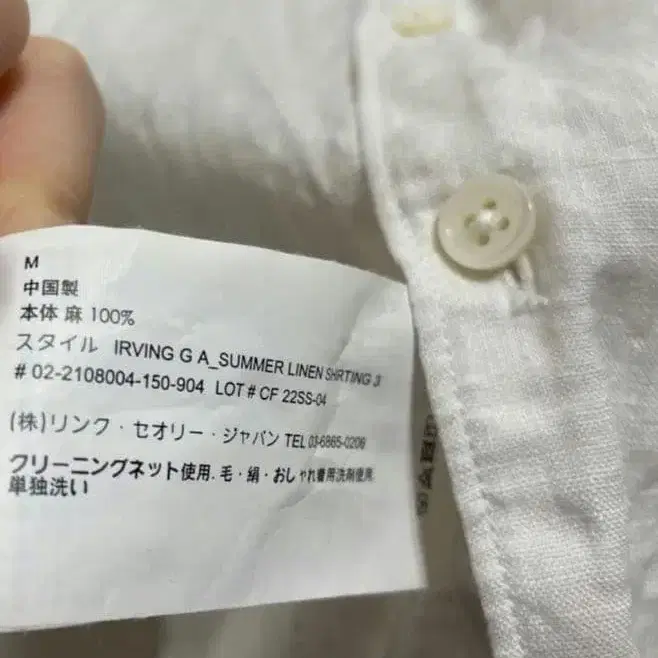 M
中国製
本体 麻 100%
スタイル IRVING G A_SUMMER LINEN SHRTING 3
# 02-2108004-150-904 LOT # CF 22SS-04
(株)リンク・セオリー・ジャパン TEL 03-6865-0206
クリーニングネット使用. 毛・絹・おしゃれ着用洗剤使用.
単独洗い